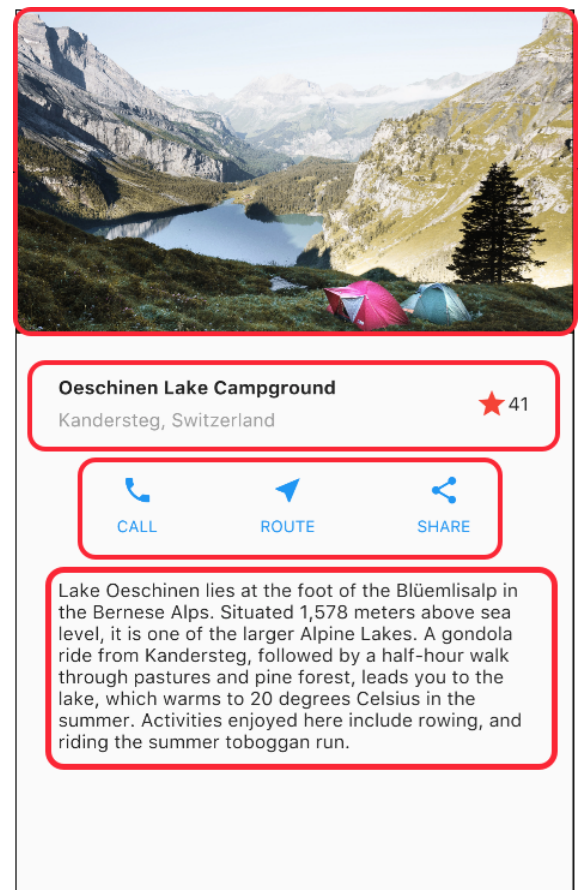 Oeschinen Lake Campground
Kandersteg, Switzerland
41
CALL
ROUTE
SHARE
Lake Oeschinen lies at the foot of the Blüemlisalp in
the Bernese Alps. Situated 1,578 meters above sea
level, it is one of the larger Alpine Lakes. A gondola
ride from Kandersteg, followed by a half-hour walk
through pastures and pine forest, leads you to the
lake, which warms to 20 degrees Celsius in the
summer. Activities enjoyed here include rowing, and
riding the summer toboggan run.